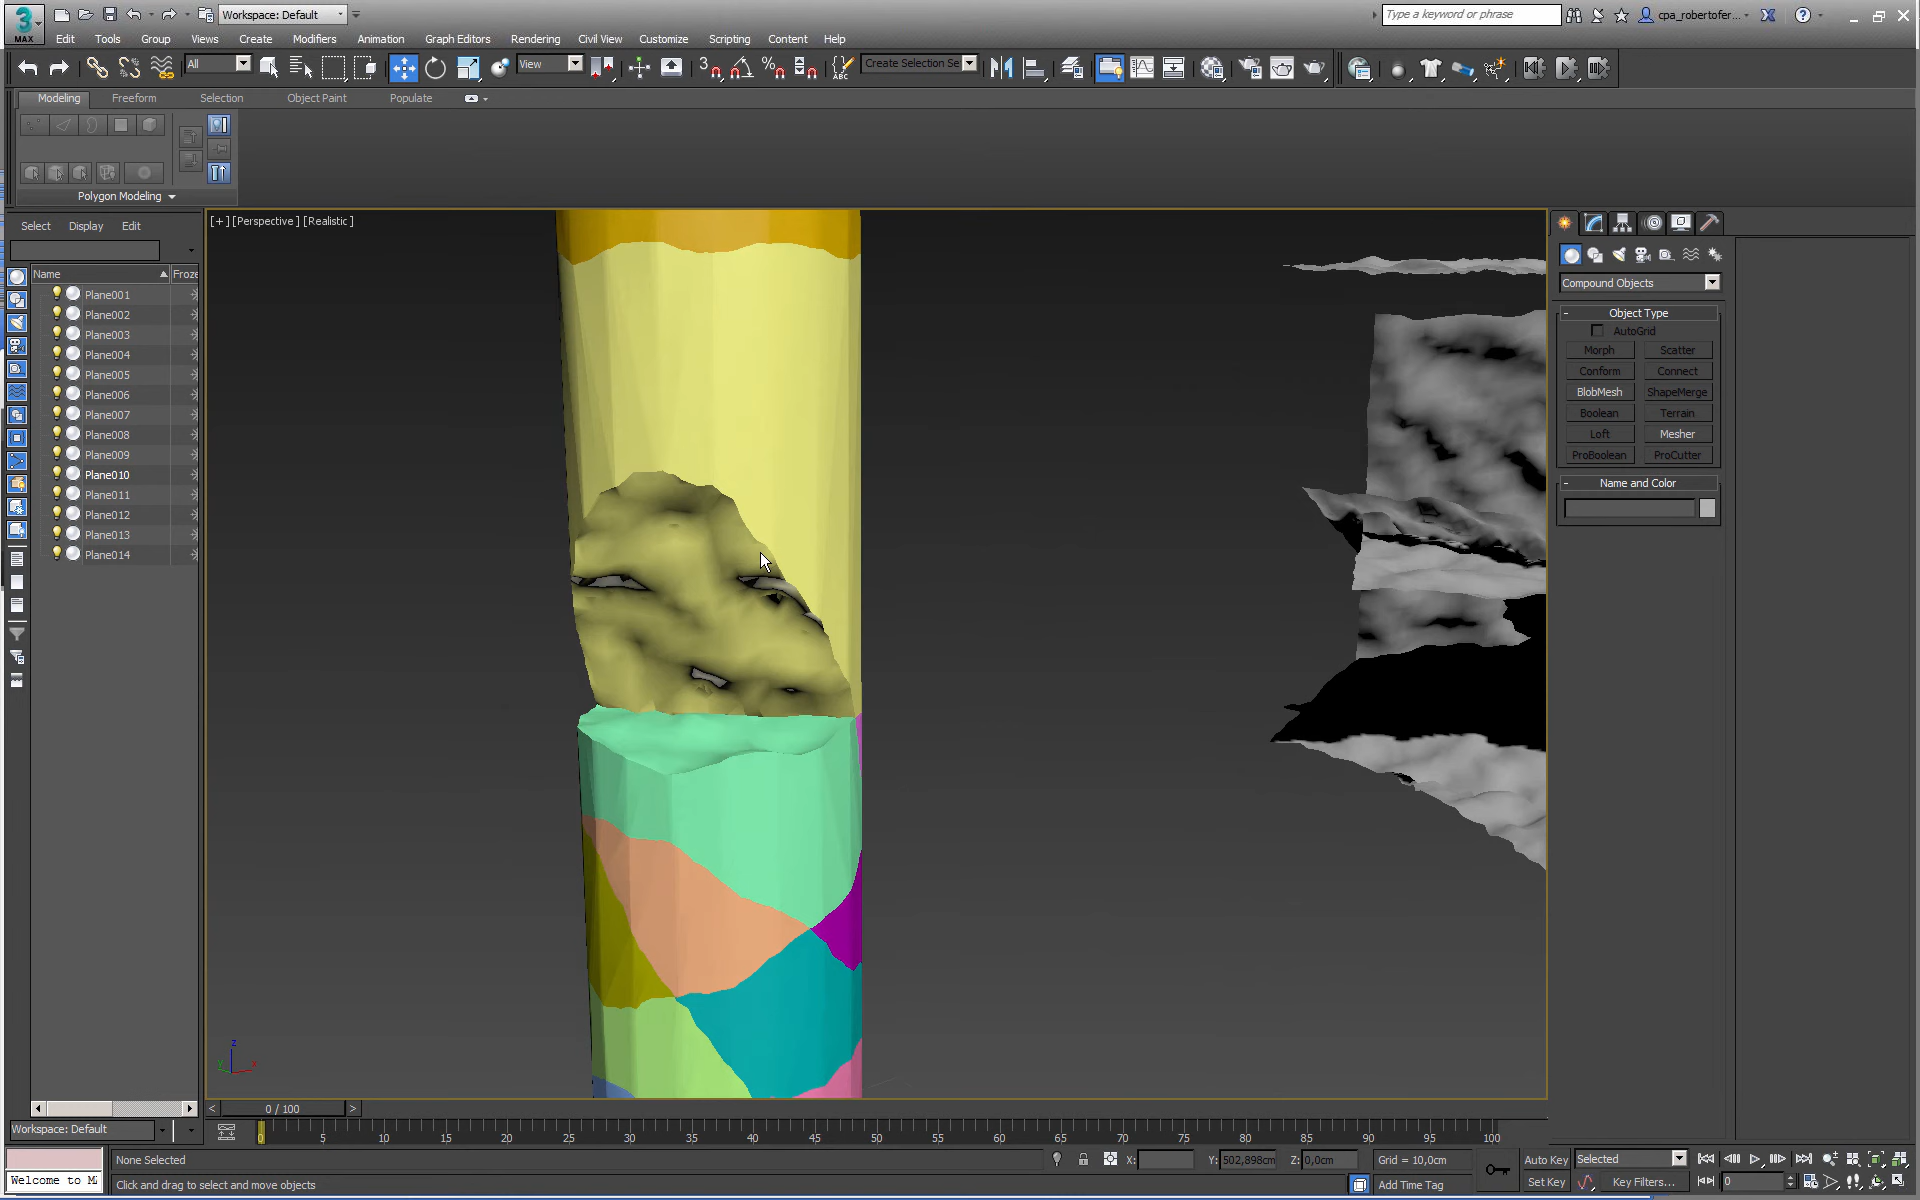 Workspace: Default
Type a keyword or phrase
cpa_robertofer...
MAX
Edit Tools Group Views Create Modifiers Animation Graph Editors Rendering Civil View Customize Scripting Content Help
All
View
ABC
Create Selection Se
Modeling Freeform Selection Object Paint Populate
Polygon Modeling
Select Display Edit
Name
Froze
Plane001
Plane002
Plane003
Plane004
Plane005
Plane006
Plane007
Plane008
Plane009
Plane010
Plane011
Plane012
Plane013
Plane014
[+] [Perspective] [Realistic]
Compound Objects
- Object Type
AutoGrid
Morph Scatter
Conform Connect
BlobMesh ShapeMerge
Boolean Terrain
Loft Mesher
ProBoolean ProCutter
- Name and Color
z
x
y
< 0 / 100 >
Workspace: Default
0 5 10 15 20 25 30 35 40 45 50 55 60 65 70 75 80 85 90 95 100
None Selected
X: Y: 502,898cm Z: 0,0cm Grid = 10,0cm
Auto Key Selected
Welcome to M
Click and drag to select and move objects
Add Time Tag
Set Key Key Filters...
0